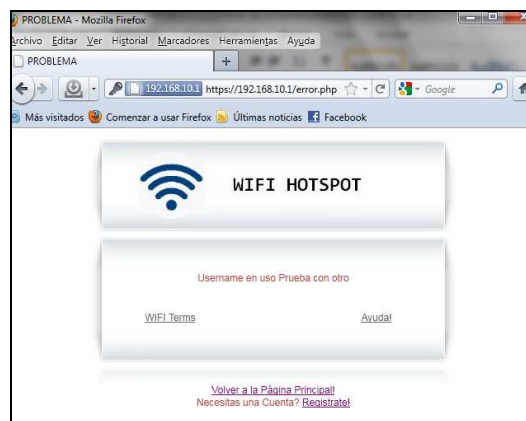 PROBLEMA - Mozilla Firefox
Archivo Editar Ver Historial Marcadores Herramientas Ayuda
PROBLEMA
192.168.10.1 https://192.168.10.1/error.php Google
Más visitados Comenzar a usar Firefox Últimas noticias Facebook
WIFI HOTSPOT
Username en uso Prueba con otro
WIFI Terms Ayuda!
Volver a la Página Principal!
Necesitas una Cuenta? Registrate!